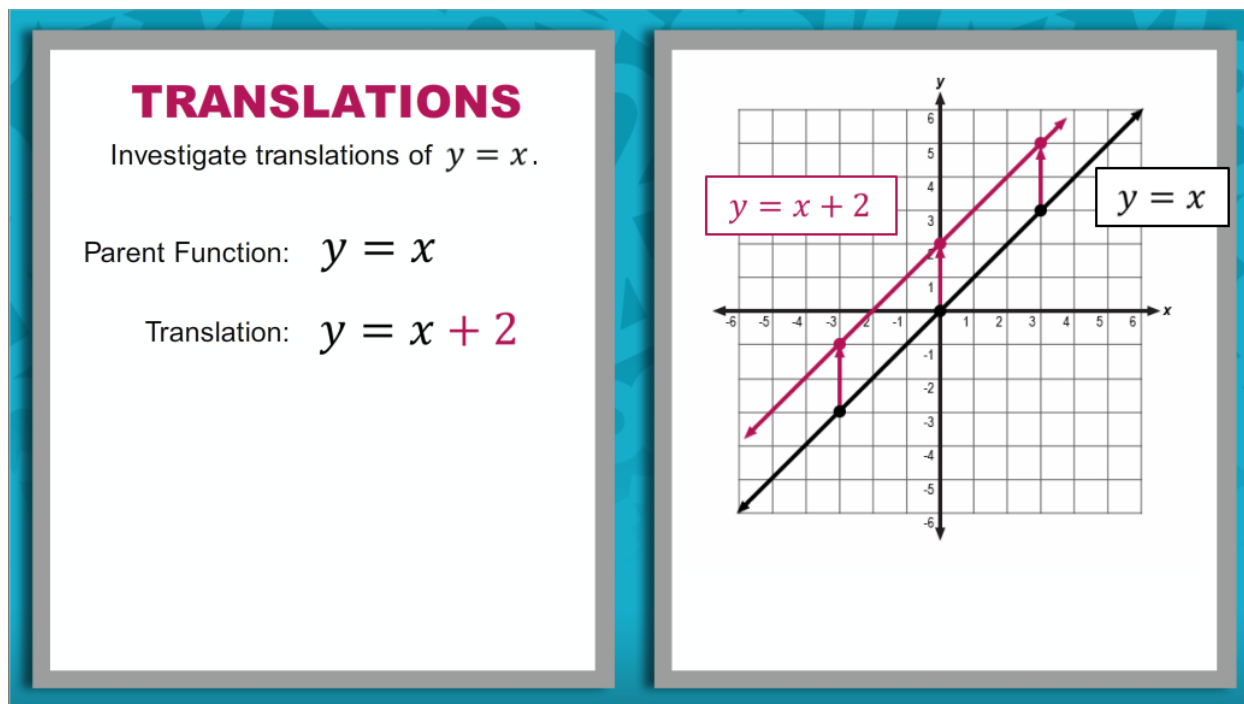 TRANSLATIONS
Investigate translations of y = x.
Parent Function: y = x
Translation: y = x + 2
y
6
5
4
3
2
1
y = x + 2
y = x
-6 -5 -4 -3 -2 -1 1 2 3 4 5 6 x
-1
-2
-3
-4
-5
-6